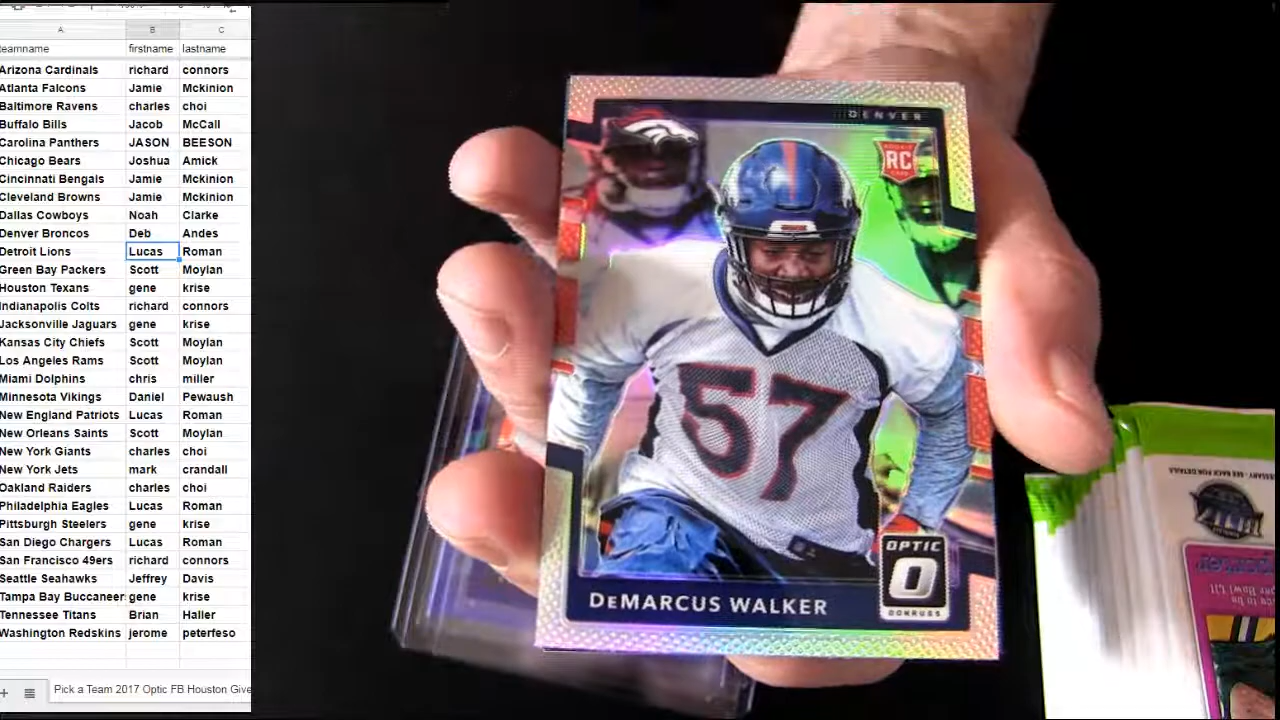 A B C
teamname firstname lastname
Arizona Cardinals richard connors
Atlanta Falcons Jamie Mckinion
Baltimore Ravens charles choi
Buffalo Bills Jacob McCall
Carolina Panthers JASON BEESON
Chicago Bears Joshua Amick
Cincinnati Bengals Jamie Mckinion
Cleveland Browns Jamie Mckinion
Dallas Cowboys Noah Clarke
Denver Broncos Deb Andes
Detroit Lions Lucas Roman
Green Bay Packers Scott Moylan
Houston Texans gene krise
Indianapolis Colts richard connors
Jacksonville Jaguars gene krise
Kansas City Chiefs Scott Moylan
Los Angeles Rams Scott Moylan
Miami Dolphins chris miller
Minnesota Vikings Daniel Pewaush
New England Patriots Lucas Roman
New Orleans Saints Scott Moylan
New York Giants charles choi
New York Jets mark crandall
Oakland Raiders charles choi
Philadelphia Eagles Lucas Roman
Pittsburgh Steelers gene krise
San Diego Chargers Lucas Roman
San Francisco 49ers richard connors
Seattle Seahawks Jeffrey Davis
Tampa Bay Buccaneer gene krise
Tennessee Titans Brian Haller
Washington Redskins jerome peterfeso
Pick a Team 2017 Optic FB Houston Give
DENVER
ROOKIE
RC
CARD
57
OPTIC
O
DONRUSS
DeMARCUS WALKER
SEE BACK FOR DETAILS